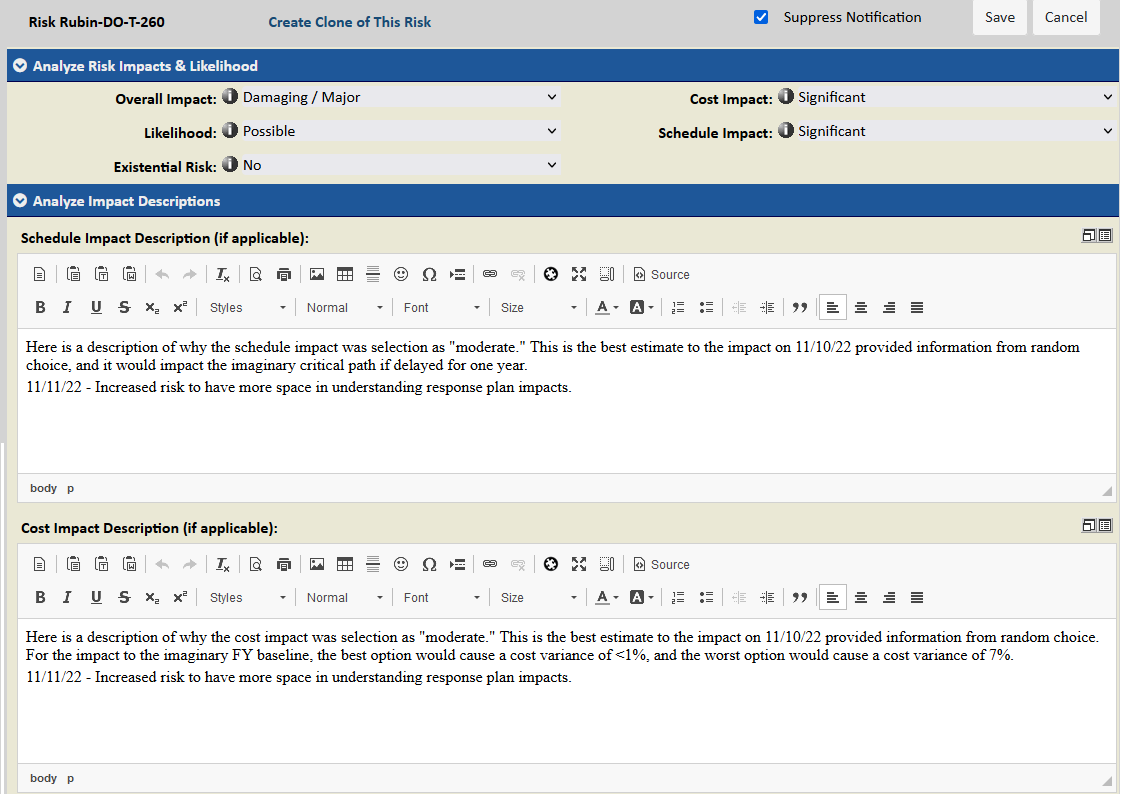 Risk Rubin-DO-T-260 Create Clone of This Risk Suppress Notification Save Cancel
Analyze Risk Impacts & Likelihood
Overall Impact: Damaging / Major Cost Impact: Significant
Likelihood: Possible Schedule Impact: Significant
Existential Risk: No
Analyze Impact Descriptions
Schedule Impact Description (if applicable):
Source
B I U S x₂ x² Styles Normal Font Size A A
Here is a description of why the schedule impact was selection as "moderate." This is the best estimate to the impact on 11/10/22 provided information from random
choice, and it would impact the imaginary critical path if delayed for one year.
11/11/22 - Increased risk to have more space in understanding response plan impacts.
body p
Cost Impact Description (if applicable):
Source
B I U S x₂ x² Styles Normal Font Size A A
Here is a description of why the cost impact was selection as "moderate." This is the best estimate to the impact on 11/10/22 provided information from random choice.
For the impact to the imaginary FY baseline, the best option would cause a cost variance of <1%, and the worst option would cause a cost variance of 7%.
11/11/22 - Increased risk to have more space in understanding response plan impacts.
body p